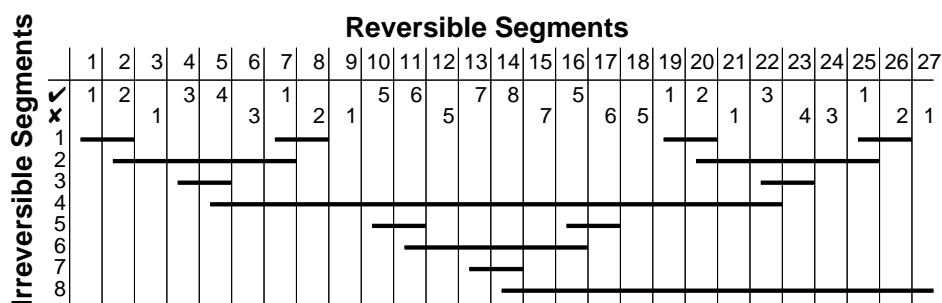 Reversible Segments
Irreversible Segments
1 2 3 4 5 6 7 8 9 10 11 12 13 14 15 16 17 18 19 20 21 22 23 24 25 26 27
✔ 1 2 3 4 1 5 6 7 8 5 1 2 3 1
✘ 1 3 2 1 5 7 6 5 1 4 3 2 1
1
2
3
4
5
6
7
8